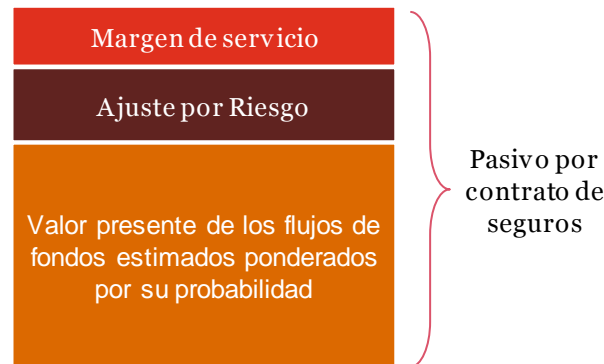 Margen de servicio
Ajuste por Riesgo
Valor presente de los flujos de
fondos estimados ponderados
por su probabilidad
Pasivo por
contrato de
seguros